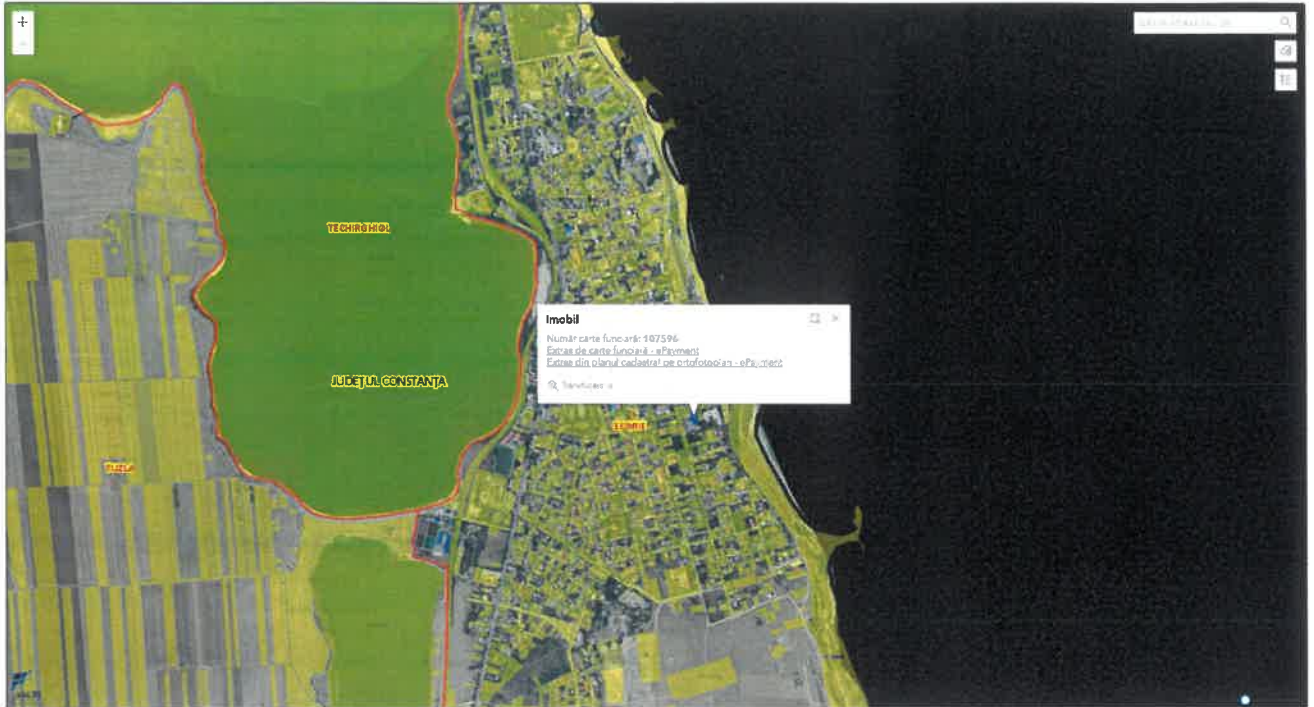 TECHIRGHIOL
Imobil
Număr carte funciară: 107596
Extras de carte funciară - ePayment
Extras din planul cadastral pe ortofotoplan - ePayment
JUDEȚUL CONSTANȚA
EFORIE
TUZLA